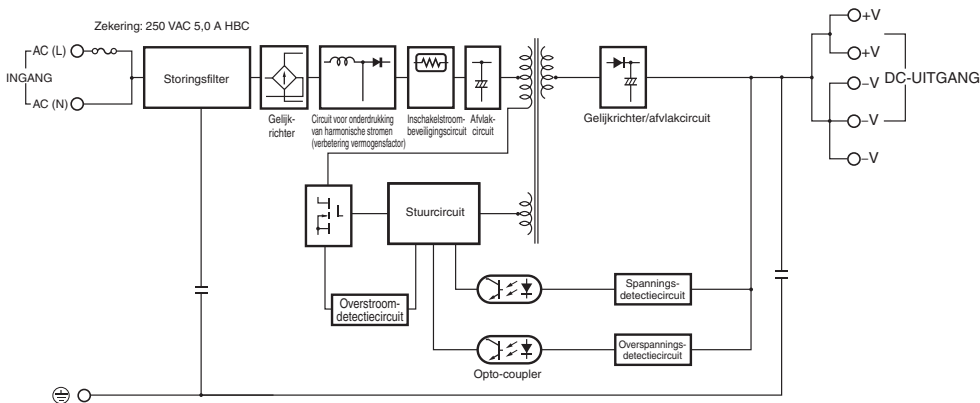 Zekering: 250 VAC 5,0 A HBC
AC (L)
INGANG
AC (N)
Storingsfilter
Gelijk-
richter
Circuit voor onderdrukking
van harmonische stromen
(verbetering vermogensfactor)
Inschakelstroom-
beveiligingscircuit
Afvlak-
circuit
Gelijkrichter/afvlakcircuit
+V
+V
DC-UITGANG
–V
–V
–V
Stuurcircuit
Overstroom-
detectiecircuit
Spannings-
detectiecircuit
Overspannings-
detectiecircuit
Opto-coupler